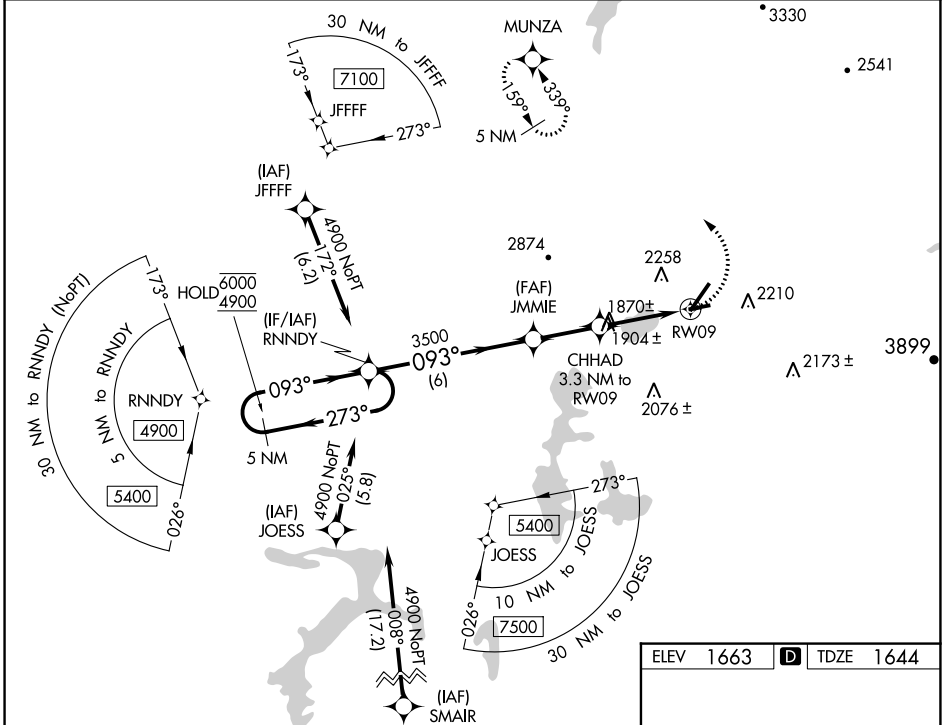 30 NM to JFFFF
173°
7100
JFFFF
273°
MUNZA
159°
339°
5 NM
3330
2541
(IAF)
JFFFF
4900 NoPT
172°
(6.2)
2874
2258
2210
(FAF)
JMMIE
1870±
1904±
RW09
CHHAD
3.3 NM to
RW09
2173±
2076±
3899
HOLD
6000
4900
(IF/IAF)
RNNDY
3500
093°
(6)
093°
273°
5 NM
30 NM to RNNDY (NoPT)
5 NM to RNNDY
173°
RNNDY
4900
5400
026°
4900 NoPT
025°
(5.8)
(IAF)
JOESS
273°
5400
JOESS
10 NM to JOESS
7500
026°
30 NM to JOESS
4900 NoPT
008°
(17.2)
(IAF)
SMAIR
ELEV 1663 D TDZE 1644